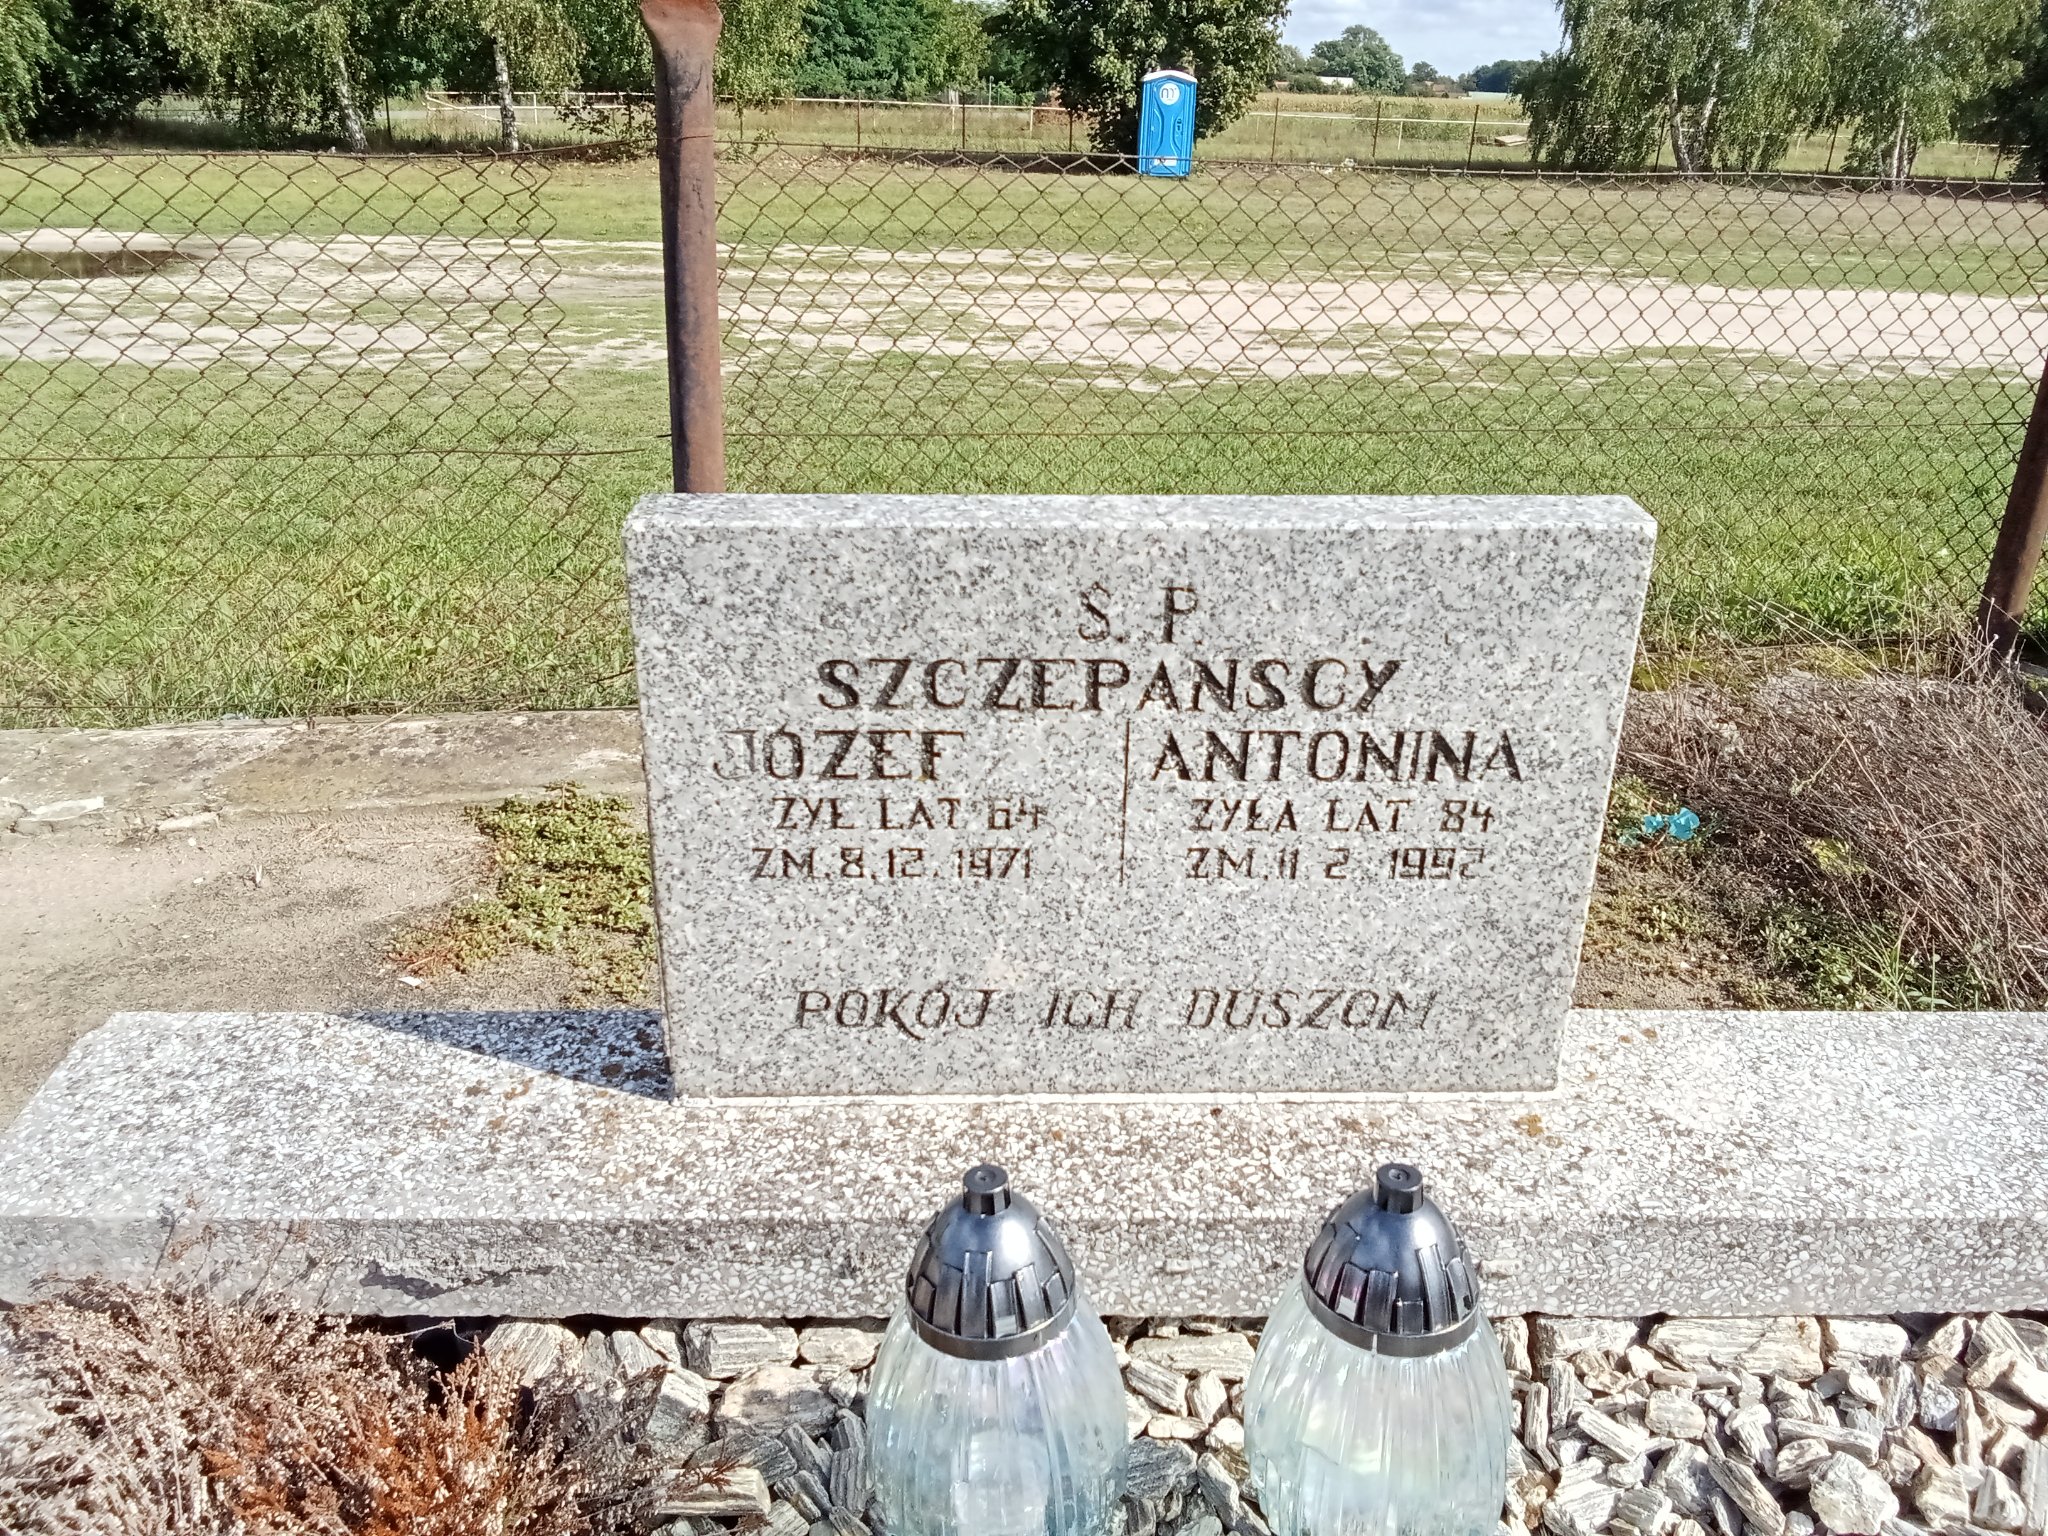 S. P.
SZCZEPANSCY
JÓZEF
ŻYŁ LAT 64
ZM. 8. 12. 1971
ANTONINA
ŻYŁA LAT 84
ZM. 11 2 1992
POKÓJ ICH DUSZOM